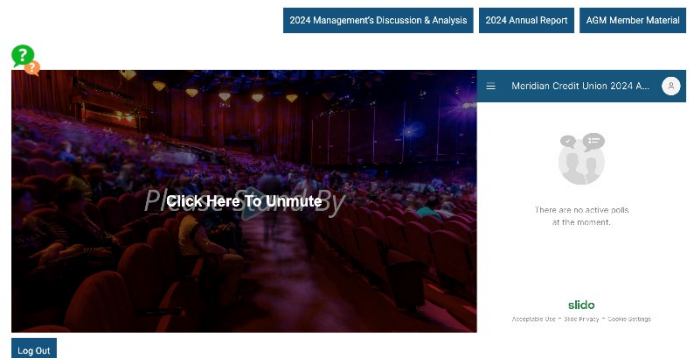 2024 Management's Discussion & Analysis
2024 Annual Report
AGM Member Material
?
?
Meridian Credit Union 2024 A...
Please Stand By
Click Here To Unmute
There are no active polls
at the moment.
slido
Acceptable Use - Slido Privacy - Cookie Settings
Log Out